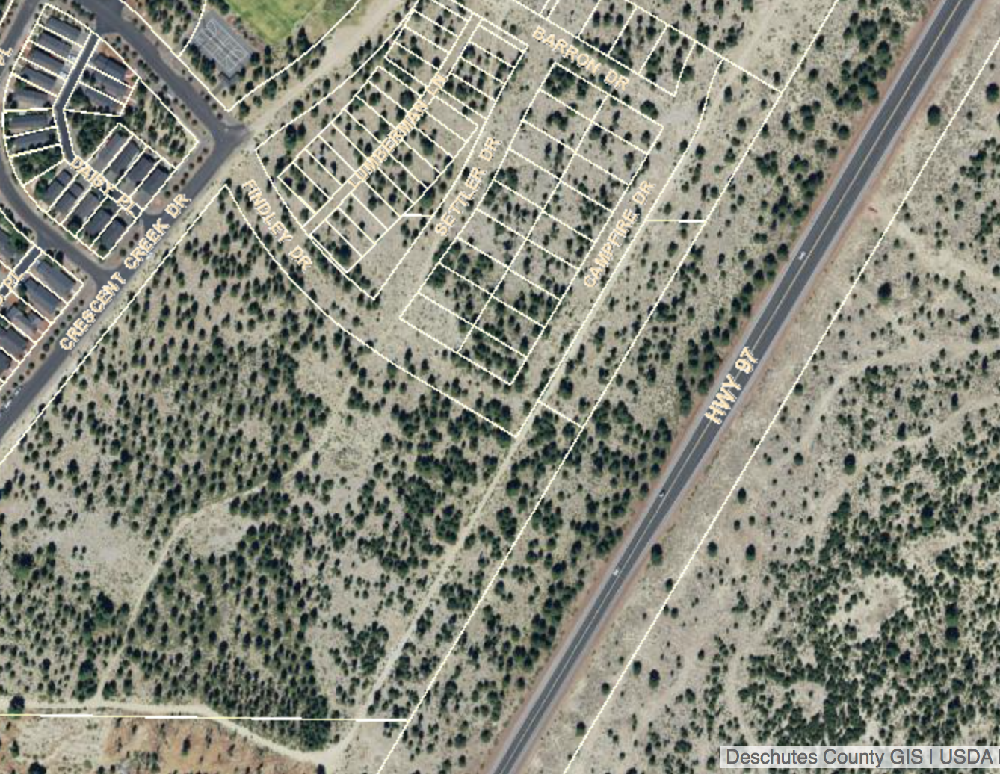 BARRON DR
LUMBERMAN LN
DAISY PL
FINDLEY DR
SETTLER DR
CRESCENT CREEK DR
CAMPFIRE DR
HWY 97
Deschutes County GIS | USDA